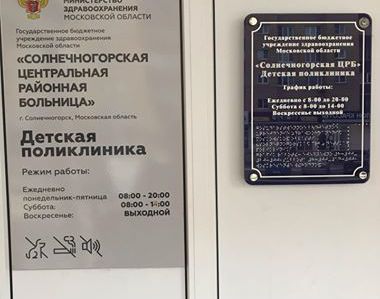 МИНИСТЕРСТВО
ЗДРАВООХРАНЕНИЯ
МОСКОВСКОЙ ОБЛАСТИ
Государственное бюджетное
учреждение здравоохранения
Московской области
«СОЛНЕЧНОГОРСКАЯ
ЦЕНТРАЛЬНАЯ
РАЙОННАЯ
БОЛЬНИЦА»
г. Солнечногорск, Московская область
Детская
поликлиника
Режим работы:
Ежедневно
понедельник-пятница 08:00 - 20:00
Суббота: 08:00 - 14:00
Воскресенье: ВЫХОДНОЙ
Государственное бюджетное
учреждение здравоохранения
Московской области
«Солнечногорская ЦРБ»
Детская поликлиника
График работы:
Ежедневно с 8-00 до 20-00
Суббота с 8-00 до 14-00
Воскресенье выходной